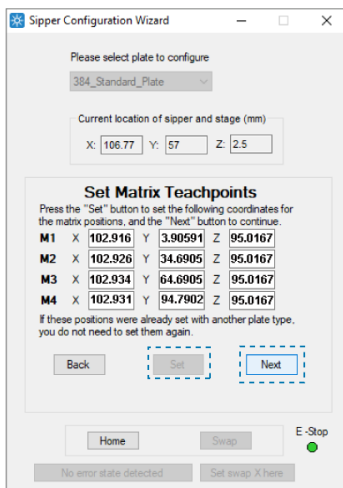 Sipper Configuration Wizard
Please select plate to configure
384_Standard_Plate
Current location of sipper and stage (mm)
X: 106.77 Y: 57 Z: 2.5
Set Matrix Teachpoints
Press the "Set" button to set the following coordinates for
the matrix positions, and the "Next" button to continue.
M1 X 102.916 Y 3.90591 Z 95.0167
M2 X 102.926 Y 34.6905 Z 95.0167
M3 X 102.934 Y 64.6905 Z 95.0167
M4 X 102.931 Y 94.7902 Z 95.0167
If these positions were already set with another plate type,
you do not need to set them again.
Back Set Next
E -Stop
Home Swap
No error state detected Set swap X here